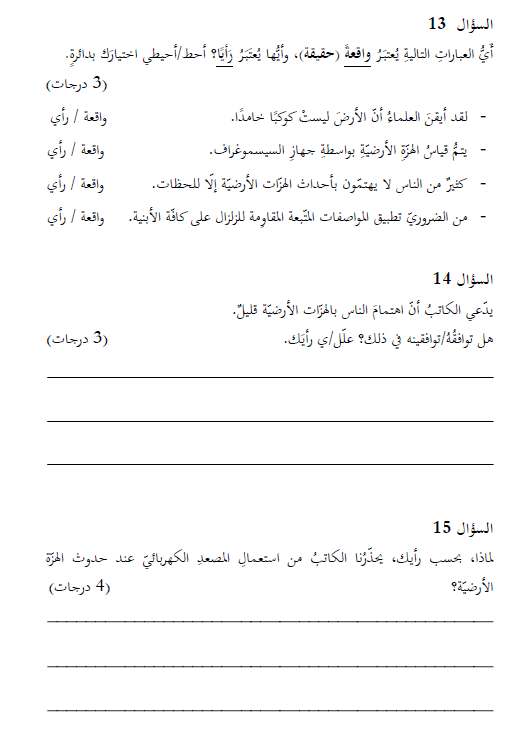 السؤال 13
أَيُّ العباراتِ التاليةِ يُعتبَرُ واقعةً (حقيقة)، وأيُّها يُعتَبَرُ رَأيًا؟ أحط/أحيطي اختيارَك بدائرةٍ.
(3 درجات)
- لقد أيقنَ العلماءُ أنّ الأرضَ ليستْ كوكبًا خامدًا. واقعة / رأي
- يتمُّ قياسُ الهزّةِ الأرضيّةِ بواسطةِ جهازِ السيسموغراف. واقعة / رأي
- كثيرٌ من الناس لا يهتمّون بأحداث الهزّات الأرضيّة إلّا للحظات. واقعة / رأي
- من الضروريّ تطبيق المواصفات المتّبعة المقاوِمة للزلزال على كافّة الأبنية. واقعة / رأي
السؤال 14
يدّعي الكاتبُ أنّ اهتمامَ الناس بالهزّات الأرضيّة قليلٌ.
هل توافقُهُ/توافقينه في ذلك؟ علّل/ي رأيَك. (3 درجات)
السؤال 15
لماذا، بحسب رأيك، يحذّرُنا الكاتبُ من استعمالِ المصعدِ الكهربائيّ عند حدوث الهزّة
الأرضيّة؟ (4 درجات)